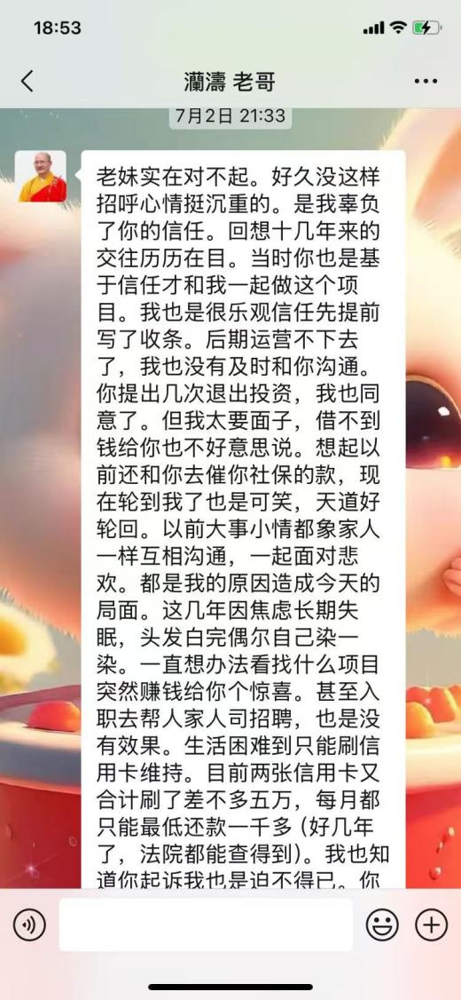 18:53
灡濤 老哥
7月2日 21:33
老妹实在对不起。好久没这样
招呼心情挺沉重的。是我辜负
了你的信任。回想十几年来的
交往历历在目。当时你也是基
于信任才和我一起做这个项
目。我也是很乐观信任先提前
写了收条。后期运营不下去
了，我也没有及时和你沟通。
你提出几次退出投资，我也同
意了。但我太要面子，借不到
钱给你也不好意思说。想起以
前还和你去催你社保的款，现
在轮到我了也是可笑，天道好
轮回。以前大事小情都象家人
一样互相沟通，一起面对悲
欢。都是我的原因造成今天的
局面。这几年因焦虑长期失
眠，头发白完偶尔自己染一
染。一直想办法看找什么项目
突然赚钱给你个惊喜。甚至入
职去帮人家人司招聘，也是没
有效果。生活困难到只能刷信
用卡维持。目前两张信用卡又
合计刷了差不多五万，每月都
只能最低还款一千多（好几年
了，法院都能查得到）。我也知
道你起诉我也是迫不得已。你